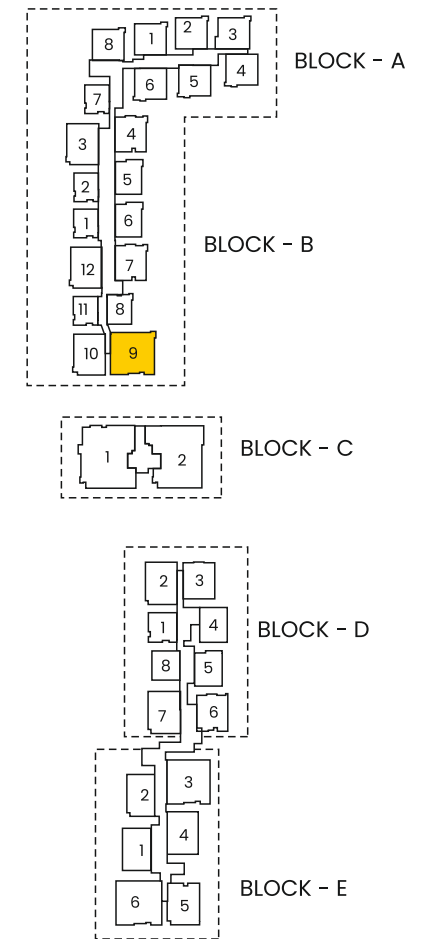 8 1 2 3
BLOCK - A
6 5 4
7
3 4
2 5
1 6
BLOCK - B
12 7
11 8
10 9
1 2
BLOCK - C
2 3
1 4
BLOCK - D
8 5
7 6
2 3
1 4
6 5
BLOCK - E